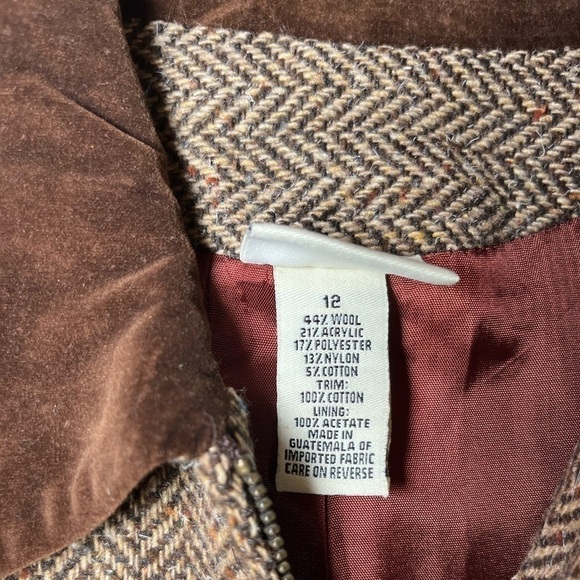 12
44% WOOL
21% ACRYLIC
17% POLYESTER
13% NYLON
5% COTTON
TRIM:
100% COTTON
LINING:
100% ACETATE
MADE IN
GUATEMALA OF
IMPORTED FABRIC
CARE ON REVERSE